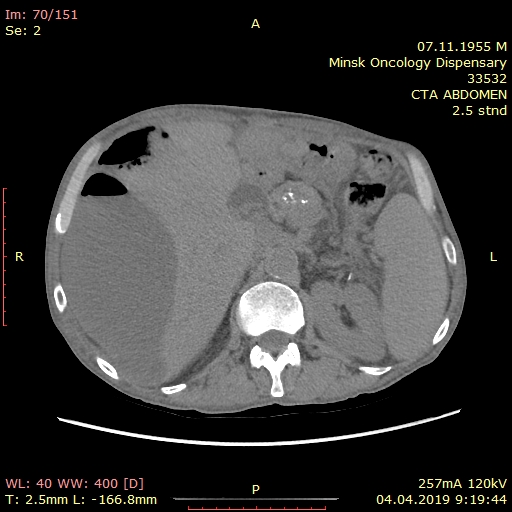 Im: 70/151
Se: 2
A
07.11.1955 M
Minsk Oncology Dispensary
33532
CTA ABDOMEN
2.5 stnd
R
L
WL: 40 WW: 400 [D]
T: 2.5mm L: -166.8mm
P
257mA 120kV
04.04.2019 9:19:44